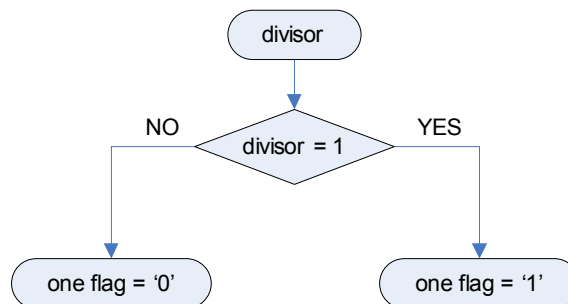 divisor
NO
YES
divisor = 1
one flag = ‘0’
one flag = ‘1’